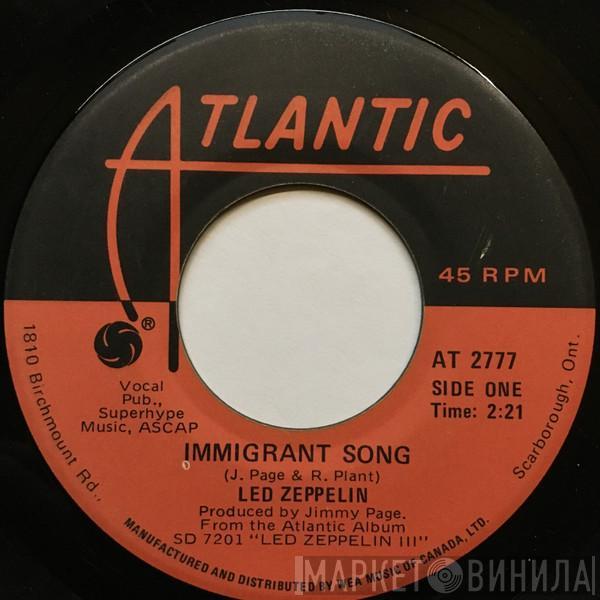 ATLANTIC
®
45 RPM
AT 2777
SIDE ONE
Time: 2:21
Vocal
Pub.,
Superhype
Music, ASCAP
IMMIGRANT SONG
(J. Page & R. Plant)
LED ZEPPELIN
Produced by Jimmy Page.
From the Atlantic Album
SD 7201 "LED ZEPPELIN III"
1810 Birchmount Rd.,
Scarborough, Ont.
MANUFACTURED AND DISTRIBUTED BY WEA MUSIC OF CANADA, LTD.
МАРКЕТ ВИНИЛА